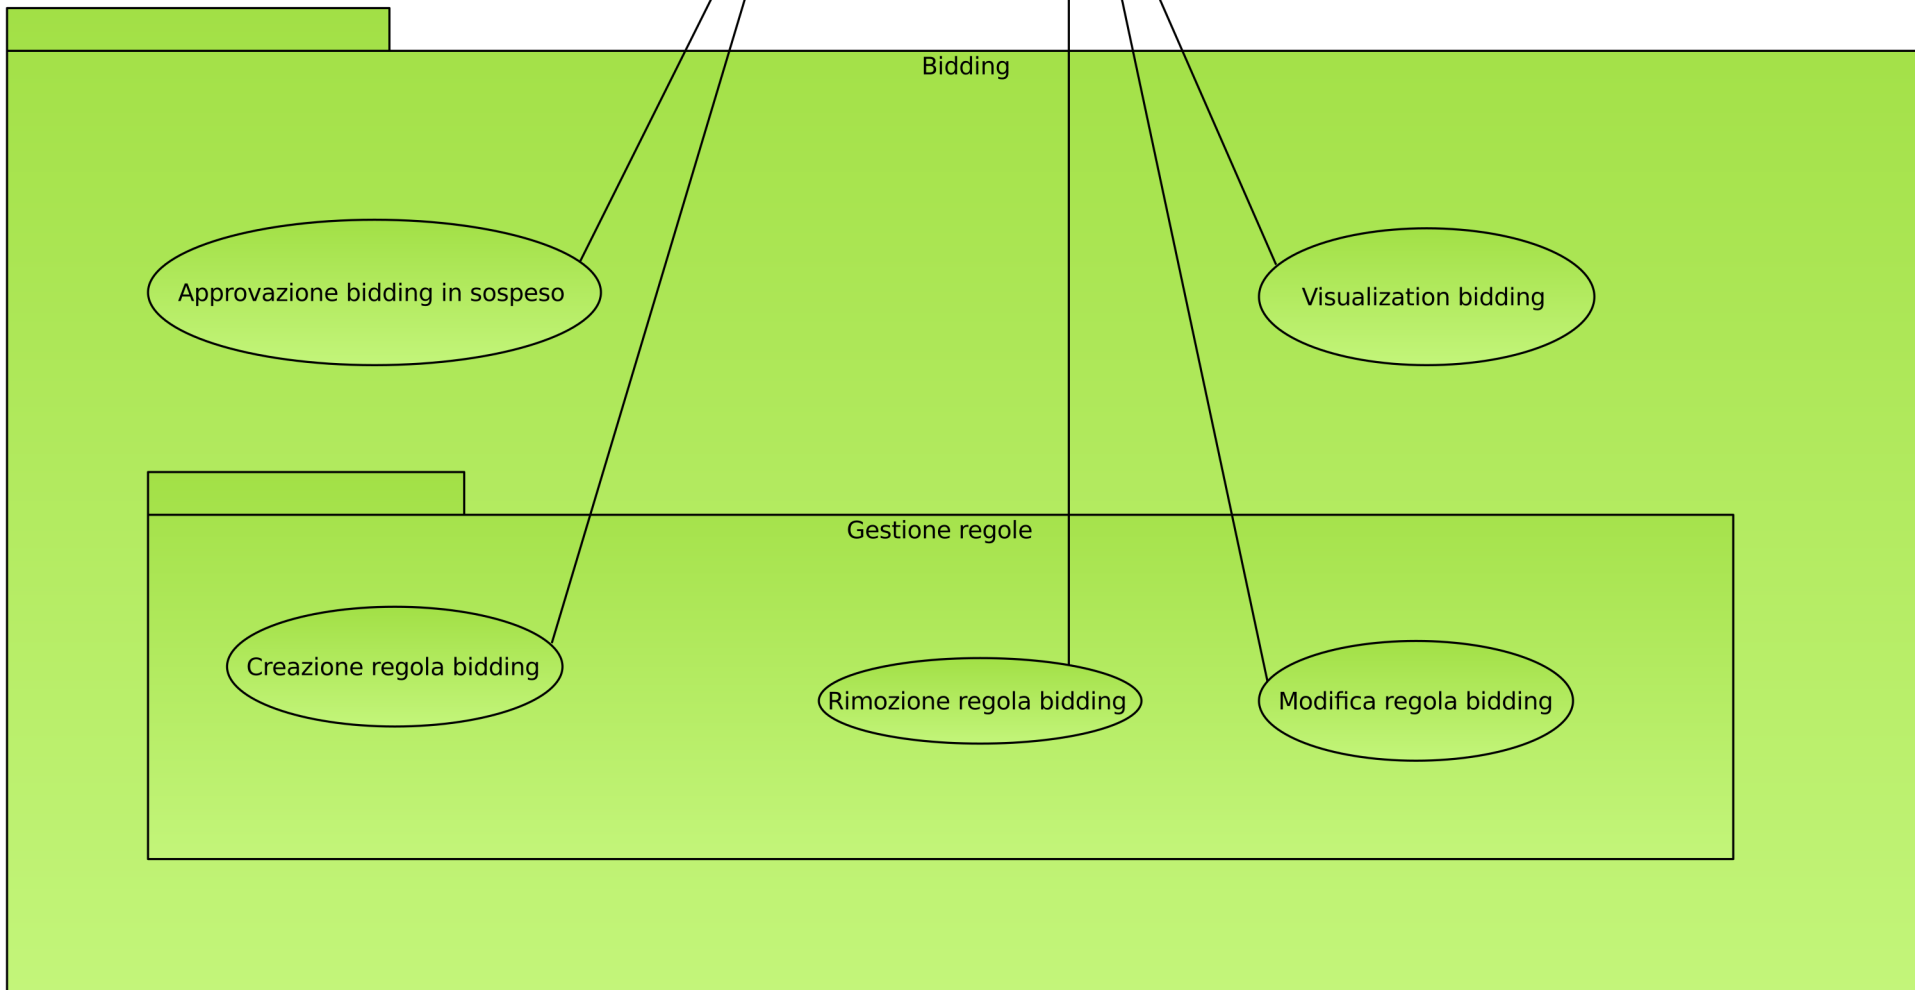 Bidding
Approvazione bidding in sospeso
Visualization bidding
Gestione regole
Creazione regola bidding
Rimozione regola bidding
Modifica regola bidding